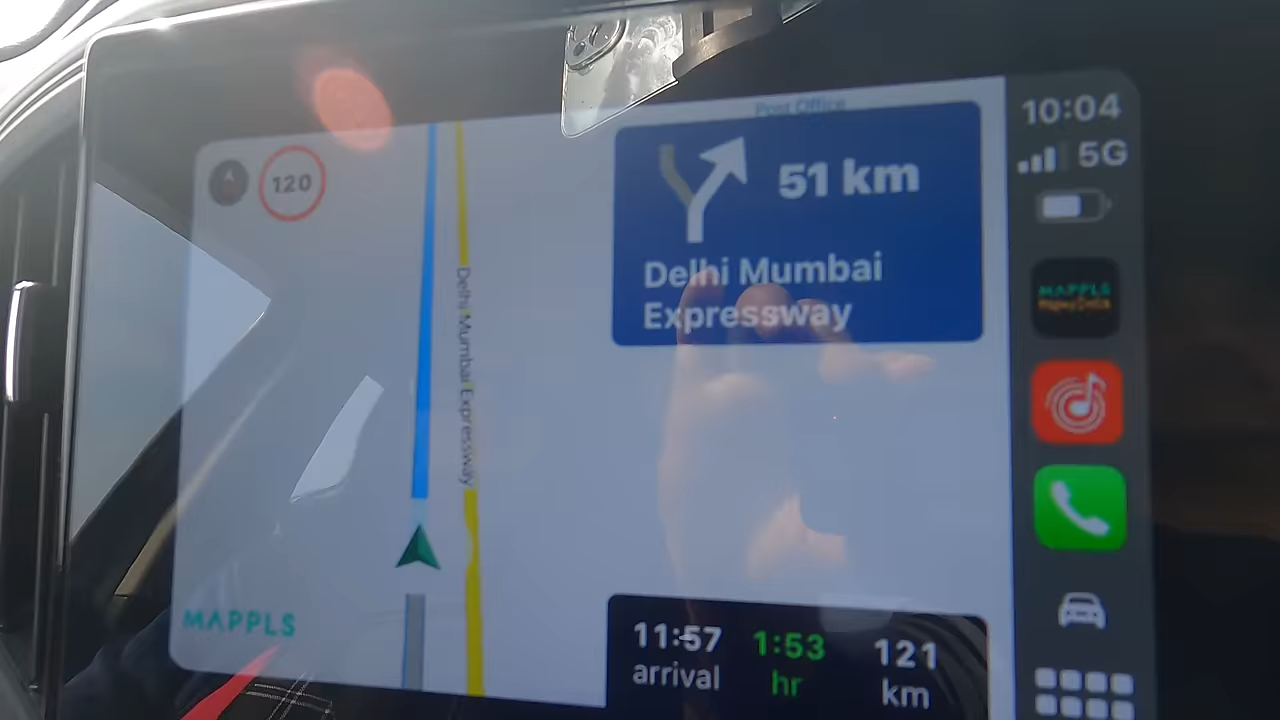 Post Office
120
51 km
Delhi Mumbai
Expressway
Delhi Mumbai Expressway
MAPPLS
11:57
arrival
1:53
hr
121
km
10:04
5G
MAPPLS